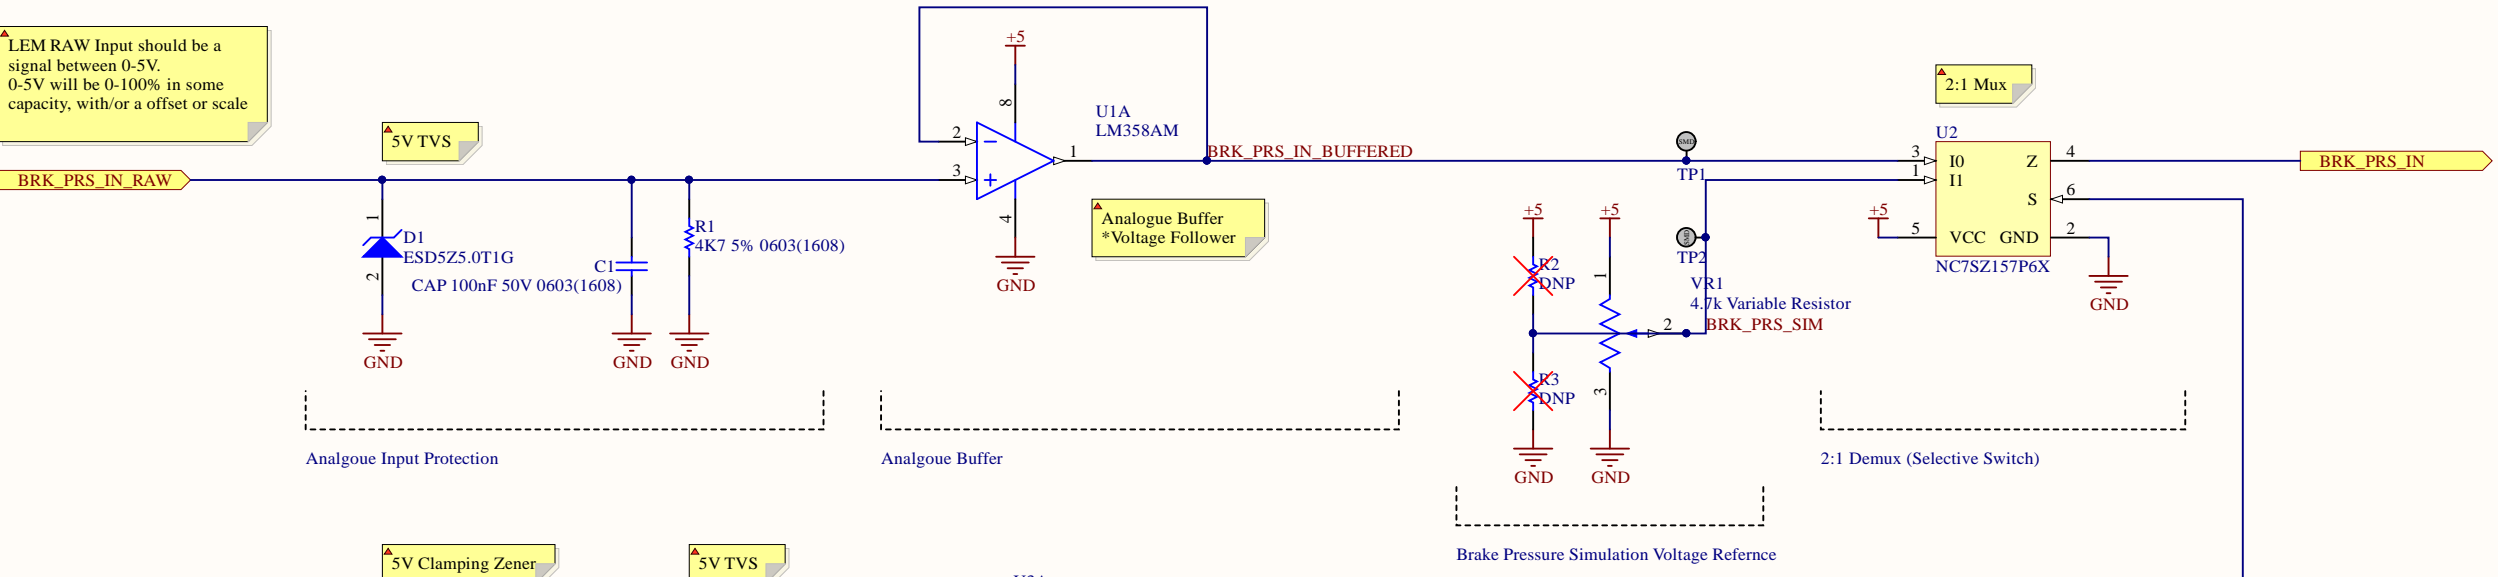 LEM RAW Input should be a
signal between 0-5V.
0-5V will be 0-100% in some
capacity, with/or a offset or scale
5V TVS
BRK_PRS_IN_RAW
1
D1
ESD5Z5.0T1G
2
GND
C1
CAP 100nF 50V 0603(1608)
GND
R1
4K7 5% 0603(1608)
GND
Analgoue Input Protection
+5
8
U1A
LM358AM
2
3
1
4
GND
BRK_PRS_IN_BUFFERED
Analogue Buffer
*Voltage Follower
Analgoue Buffer
SMD
TP1
SMD
TP2
+5
R2
DNP
R3
DNP
GND
+5
1
VR1
4.7k Variable Resistor
2
BRK_PRS_SIM
3
GND
Brake Pressure Simulation Voltage Refernce
2:1 Mux
U2
3
I0
Z
4
1
I1
S
6
+5
5
VCC
GND
2
NC7SZ157P6X
GND
BRK_PRS_IN
2:1 Demux (Selective Switch)
5V Clamping Zener
5V TVS